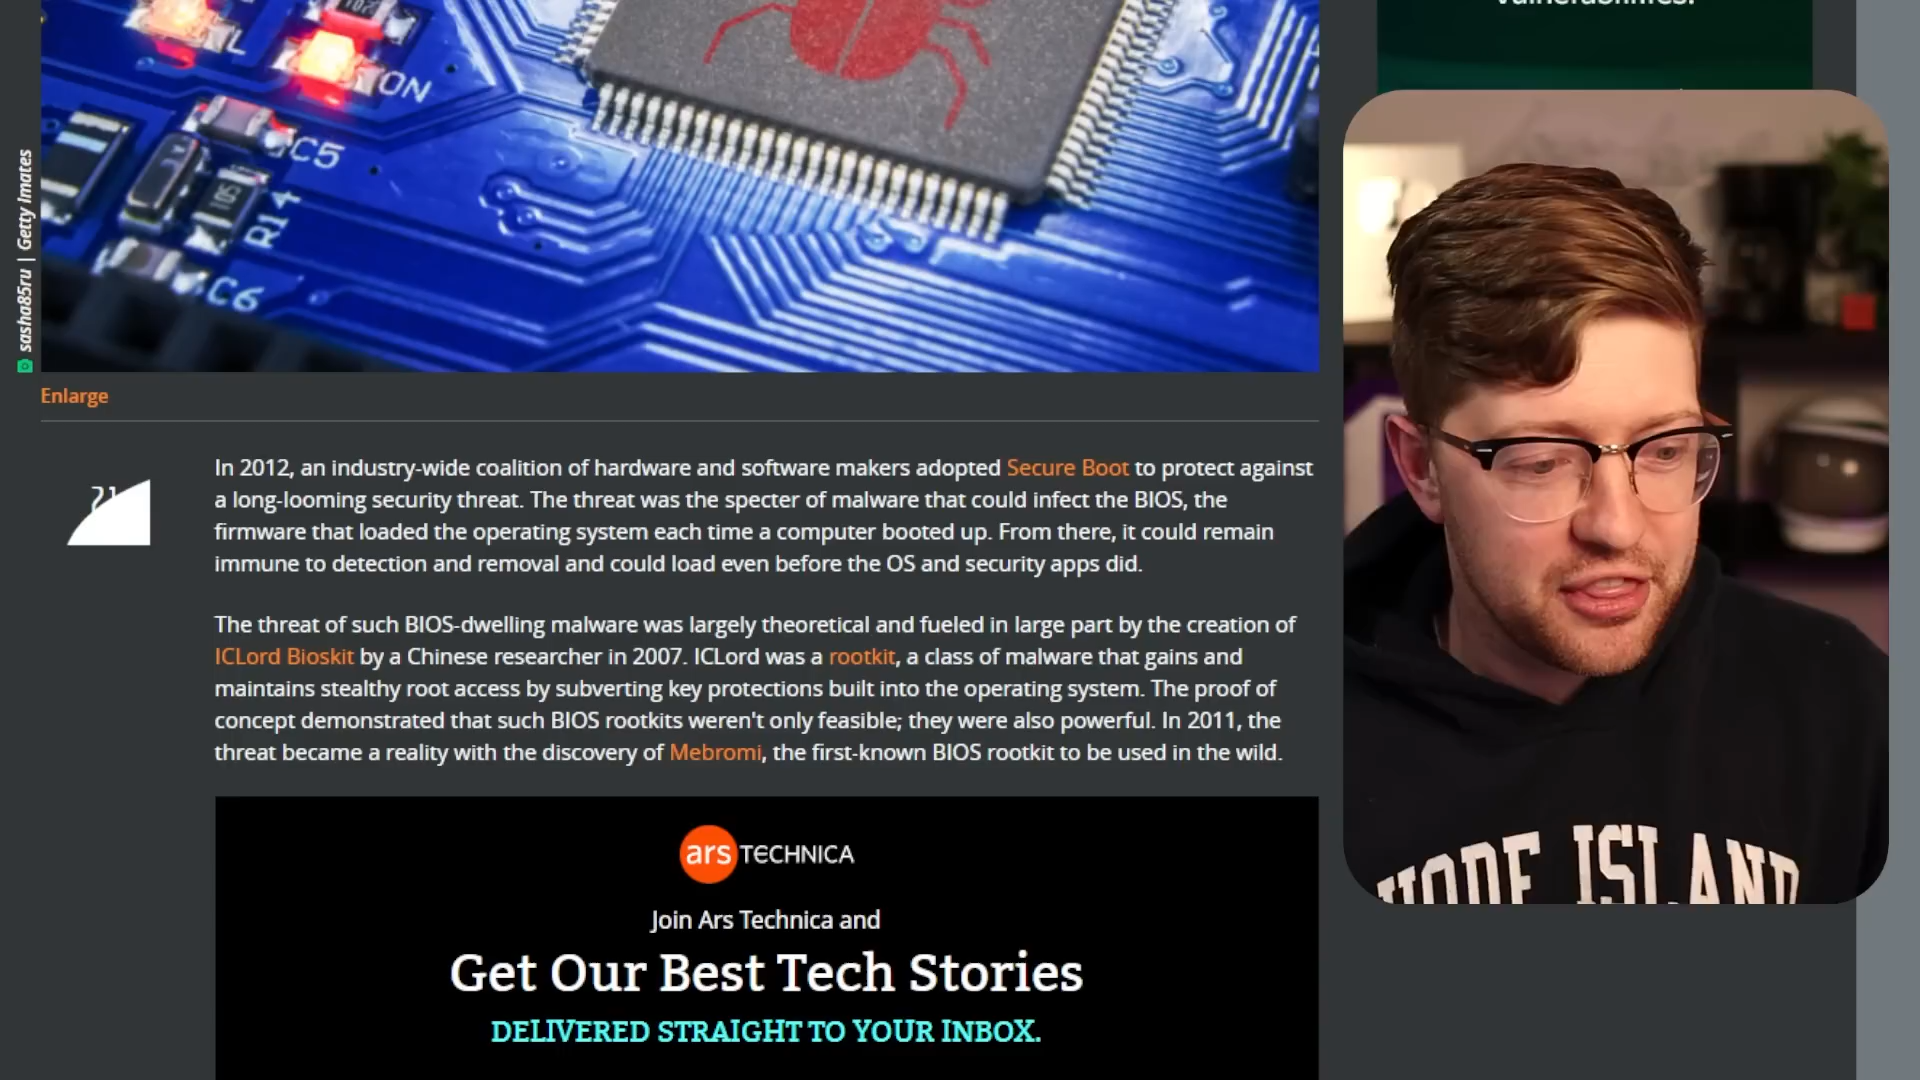 vulnerabilities.
L
ON
C5
R14
C6
sasha85ru | Getty Imates
Enlarge
In 2012, an industry-wide coalition of hardware and software makers adopted Secure Boot to protect against
a long-looming security threat. The threat was the specter of malware that could infect the BIOS, the
firmware that loaded the operating system each time a computer booted up. From there, it could remain
immune to detection and removal and could load even before the OS and security apps did.
The threat of such BIOS-dwelling malware was largely theoretical and fueled in large part by the creation of
ICLord Bioskit by a Chinese researcher in 2007. ICLord was a rootkit, a class of malware that gains and
maintains stealthy root access by subverting key protections built into the operating system. The proof of
concept demonstrated that such BIOS rootkits weren't only feasible; they were also powerful. In 2011, the
threat became a reality with the discovery of Mebromi, the first-known BIOS rootkit to be used in the wild.
ars TECHNICA
Join Ars Technica and
Get Our Best Tech Stories
DELIVERED STRAIGHT TO YOUR INBOX.
ISLAND